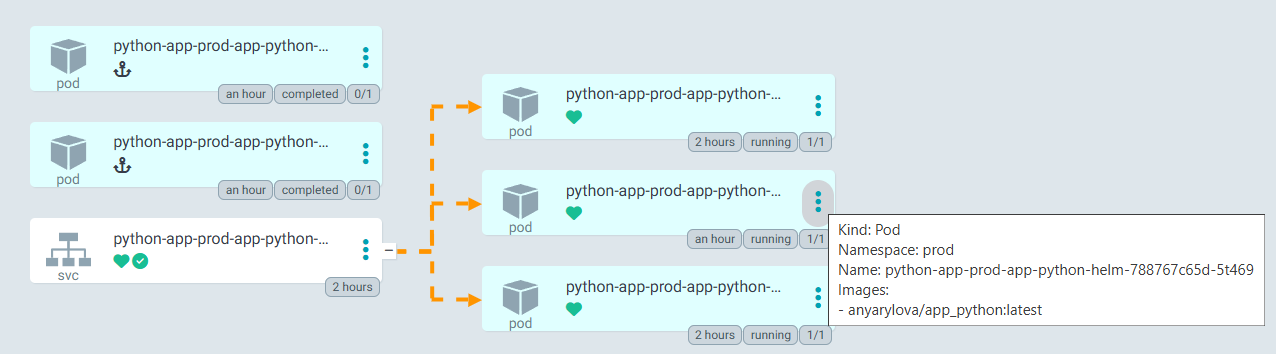 python-app-prod-app-python-...
pod
an hour completed 0/1
python-app-prod-app-python-...
pod
an hour completed 0/1
python-app-prod-app-python-...
svc
2 hours
python-app-prod-app-python-...
pod
2 hours running 1/1
python-app-prod-app-python-...
pod
an hour running 1/1
python-app-prod-app-python-...
pod
2 hours running 1/1
Kind: Pod
Namespace: prod
Name: python-app-prod-app-python-helm-788767c65d-5t469
Images:
- anyarylova/app_python:latest